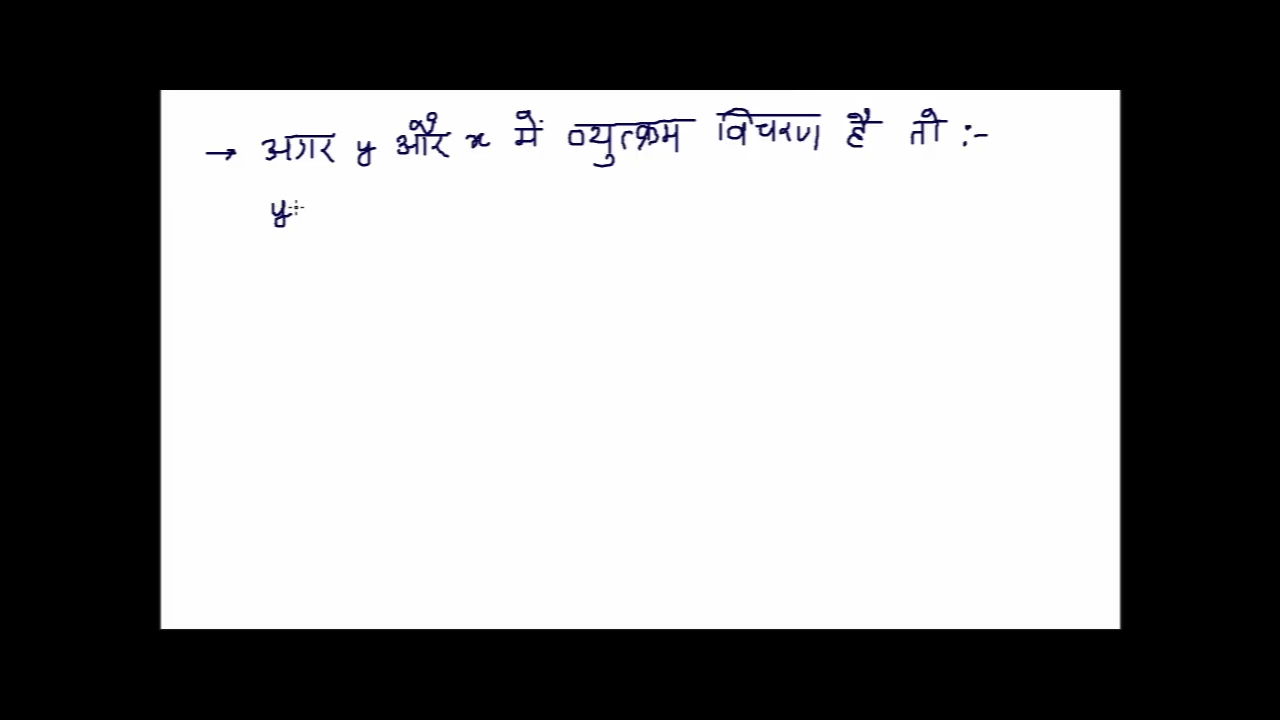 → अगर y और x में व्युत्क्रम विचरण है तो :-
y